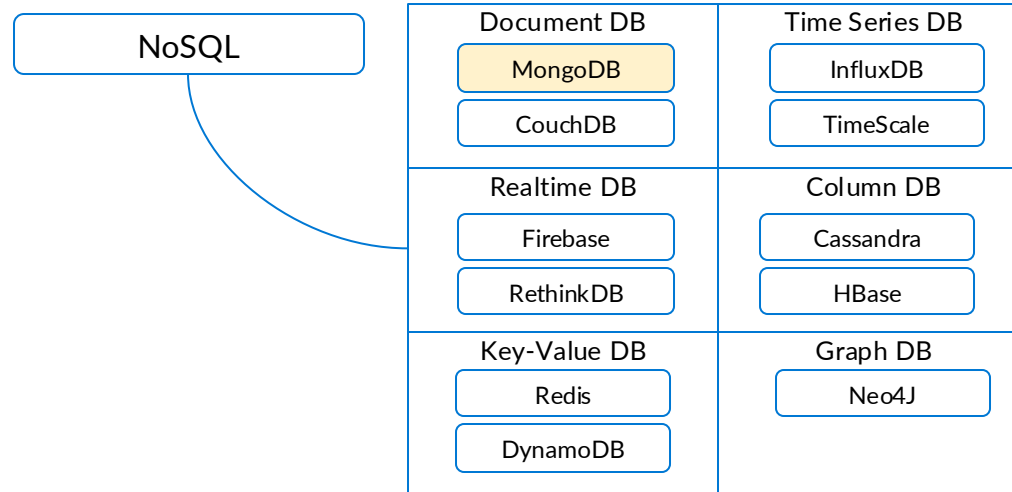 NoSQL
Document DB
MongoDB
CouchDB
Time Series DB
InfluxDB
TimeScale
Realtime DB
Firebase
RethinkDB
Column DB
Cassandra
HBase
Key-Value DB
Redis
DynamoDB
Graph DB
Neo4J